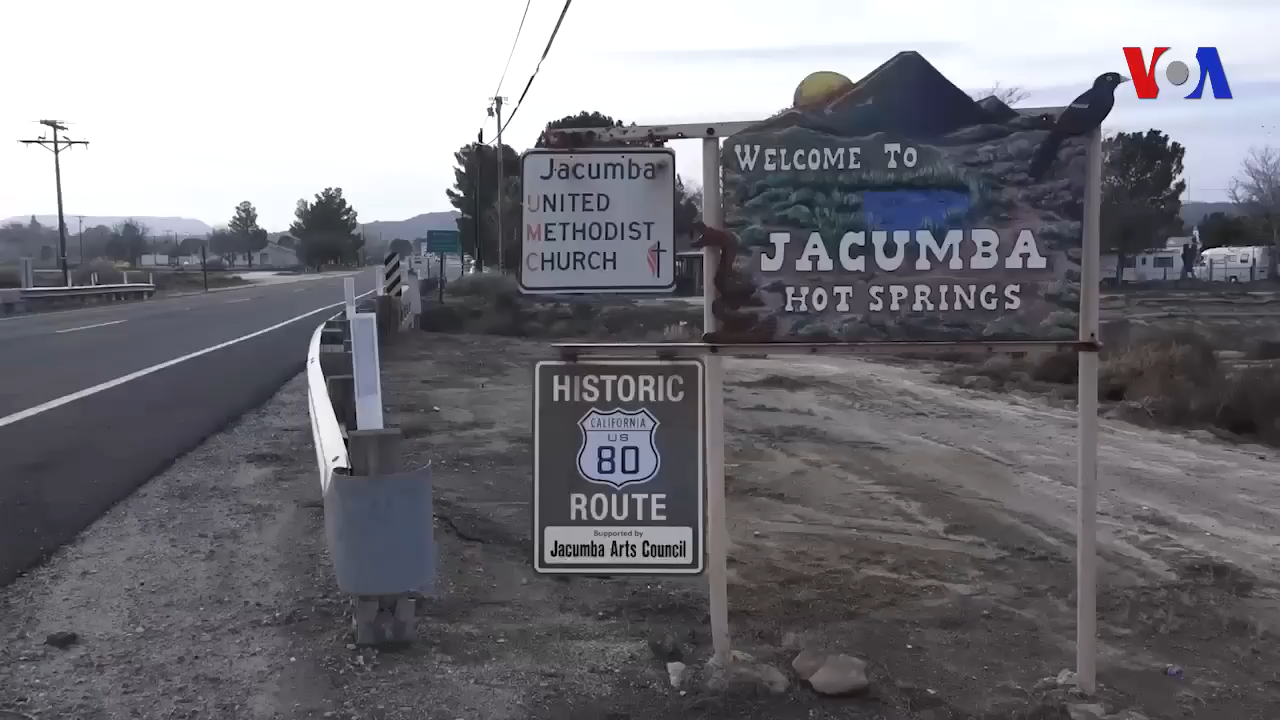 VOA
Jacumba
UNITED
METHODIST
CHURCH
WELCOME TO
JACUMBA
HOT SPRINGS
HISTORIC
CALIFORNIA
US
80
ROUTE
Supported by
Jacumba Arts Council